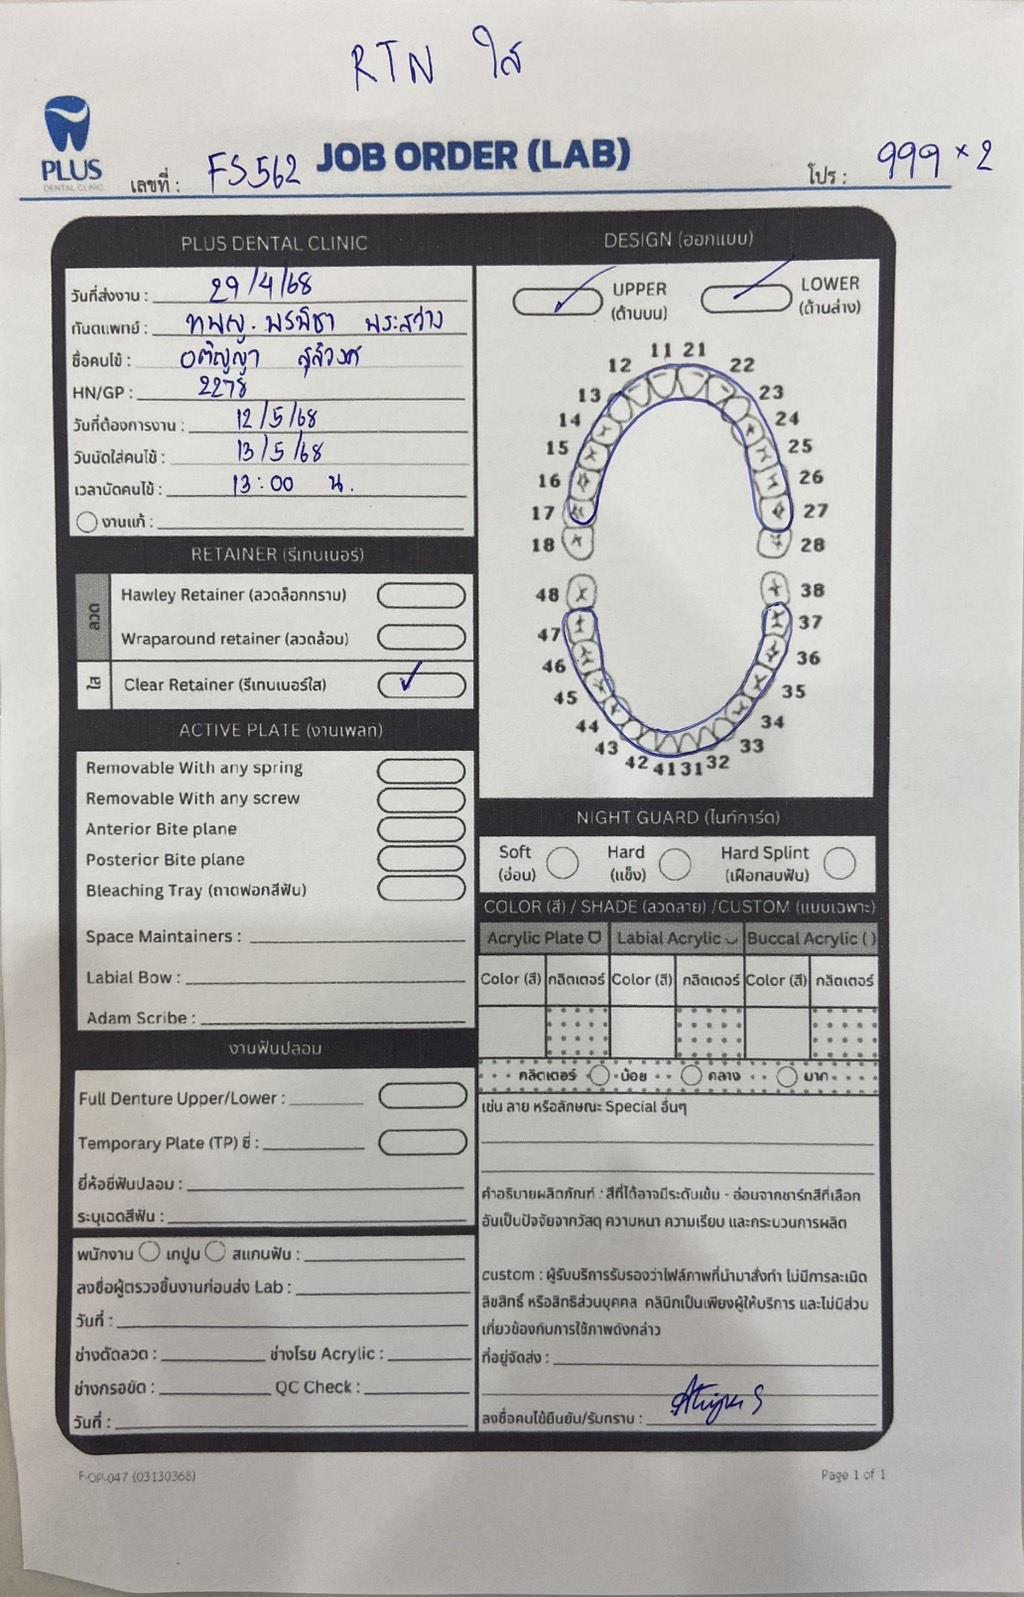 RTN ใส
PLUS
DENTAL CLINIC
เลขที่ : FS562
JOB ORDER (LAB)
โปร : 999 x 2
PLUS DENTAL CLINIC
วันที่ส่งงาน : 29/4/68
ทันตแพทย์ : ทพญ. พรพิชา พระสว่าง
ชื่อคนไข้ : อติญญา สุสิวงศ์
HN/GP : 2278
วันที่ต้องการงาน : 12/5/68
วันนัดใส่คนไข้ : 13/5/68
เวลานัดคนไข้ : 13:00 น.
งานแก้ :
RETAINER (รีเทนเนอร์)
ลวด
Hawley Retainer (ลวดล็อกกราม)
Wraparound retainer (ลวดล้อม)
ใส
Clear Retainer (รีเทนเนอร์ใส) ✓
ACTIVE PLATE (งานเพลท)
Removable With any spring
Removable With any screw
Anterior Bite plane
Posterior Bite plane
Bleaching Tray (ถาดฟอกสีฟัน)
Space Maintainers :
Labial Bow :
Adam Scribe :
งานฟันปลอม
Full Denture Upper/Lower :
Temporary Plate (TP) ซี่ :
ยี่ห้อซี่ฟันปลอม :
ระบุเฉดสีฟัน :
พนักงาน เทปูน สแกนฟัน :
ลงชื่อผู้ตรวจชิ้นงานก่อนส่ง Lab :
วันที่ :
ช่างดัดลวด : ช่างโรย Acrylic :
ช่างกรอขัด : QC Check :
วันที่ :
DESIGN (ออกแบบ)
UPPER (ด้านบน) ✓
LOWER (ด้านล่าง)
11 21
12 22
13 23
14 24
15 25
16 26
17 27
18 28
48 38
47 37
46 36
45 35
44 34
43 33
42 41 31 32
NIGHT GUARD (ไนท์การ์ด)
Soft (อ่อน)
Hard (แข็ง)
Hard Splint (เฝือกสบฟัน)
COLOR (สี) / SHADE (ลวดลาย) /CUSTOM (แบบเฉพาะ)
Acrylic Plate Labial Acrylic Buccal Acrylic ( )
Color (สี) กลิตเตอร์ Color (สี) กลิตเตอร์ Color (สี) กลิตเตอร์
กลิตเตอร์ น้อย กลาง มาก
เช่น ลาย หรือลักษณะ Special อื่นๆ
คำอธิบายผลิตภัณฑ์ : สีที่ได้อาจมีระดับเข้ม - อ่อนจากชาร์ทสีที่เลือก
อันเป็นปัจจัยจากวัสดุ ความหนา ความเรียบ และกระบวนการผลิต
custom : ผู้รับบริการรับรองว่าไฟล์ภาพที่นำมาสั่งทำ ไม่มีการละเมิด
ลิขสิทธิ์ หรือสิทธิส่วนบุคคล คลินิกเป็นเพียงผู้ให้บริการ และไม่มีส่วน
เกี่ยวข้องกับการใช้ภาพดังกล่าว
ที่อยู่จัดส่ง :
ลงชื่อคนไข้ยืนยัน/รับทราบ :
F-OP-047 (03130368)
Page 1 of 1